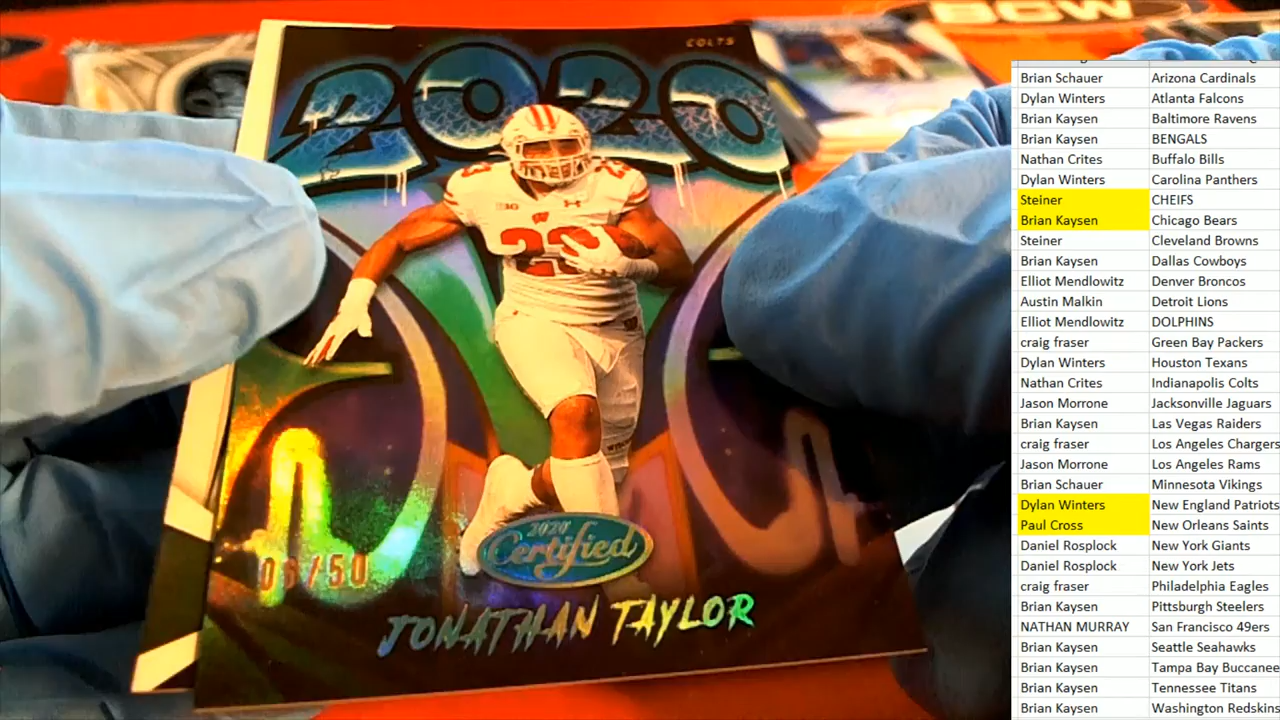 BCW
COLTS
2020
23
2020
Certified
08/50
JONATHAN TAYLOR
Brian Schauer Arizona Cardinals
Dylan Winters Atlanta Falcons
Brian Kaysen Baltimore Ravens
Brian Kaysen BENGALS
Nathan Crites Buffalo Bills
Dylan Winters Carolina Panthers
Steiner CHEIFS
Brian Kaysen Chicago Bears
Steiner Cleveland Browns
Brian Kaysen Dallas Cowboys
Elliot Mendlowitz Denver Broncos
Austin Malkin Detroit Lions
Elliot Mendlowitz DOLPHINS
craig fraser Green Bay Packers
Dylan Winters Houston Texans
Nathan Crites Indianapolis Colts
Jason Morrone Jacksonville Jaguars
Brian Kaysen Las Vegas Raiders
craig fraser Los Angeles Chargers
Jason Morrone Los Angeles Rams
Brian Schauer Minnesota Vikings
Dylan Winters New England Patriots
Paul Cross New Orleans Saints
Daniel Rosplock New York Giants
Daniel Rosplock New York Jets
craig fraser Philadelphia Eagles
Brian Kaysen Pittsburgh Steelers
NATHAN MURRAY San Francisco 49ers
Brian Kaysen Seattle Seahawks
Brian Kaysen Tampa Bay Buccanee
Brian Kaysen Tennessee Titans
Brian Kaysen Washington Redskins